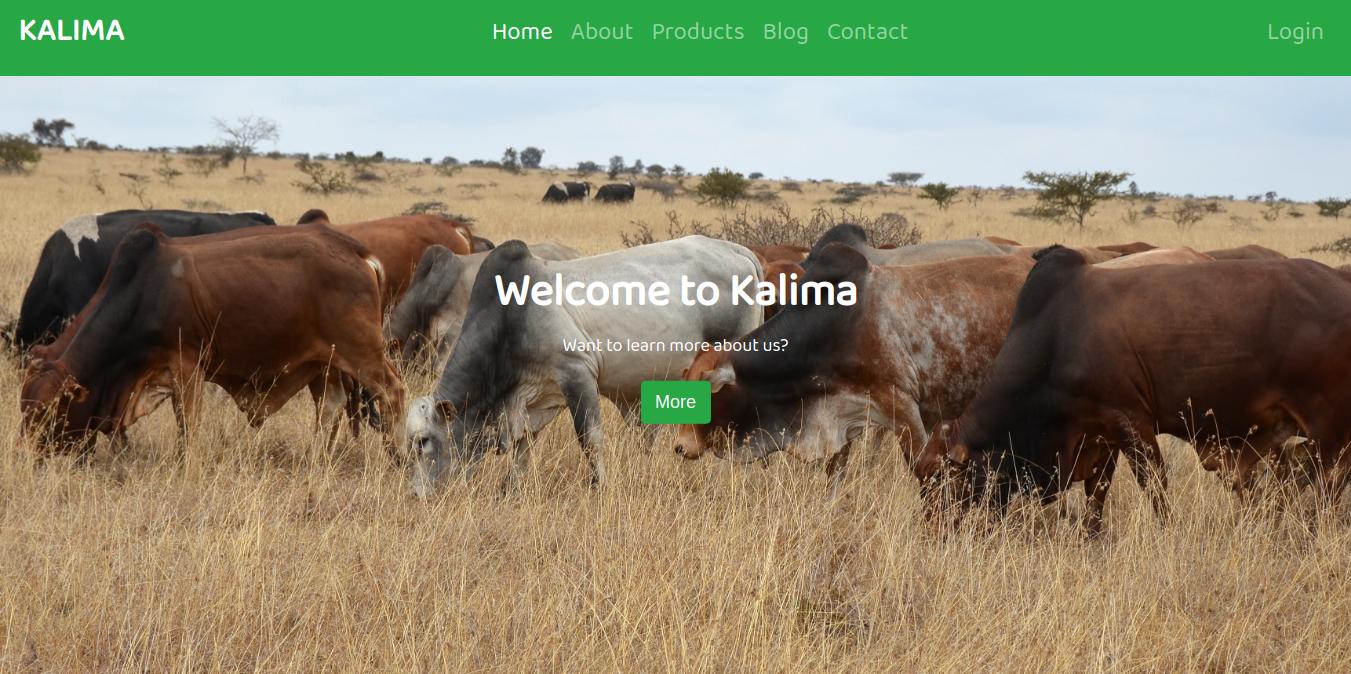 KALIMA
Home About Products Blog Contact
Login
Welcome to Kalima
Want to learn more about us?
More